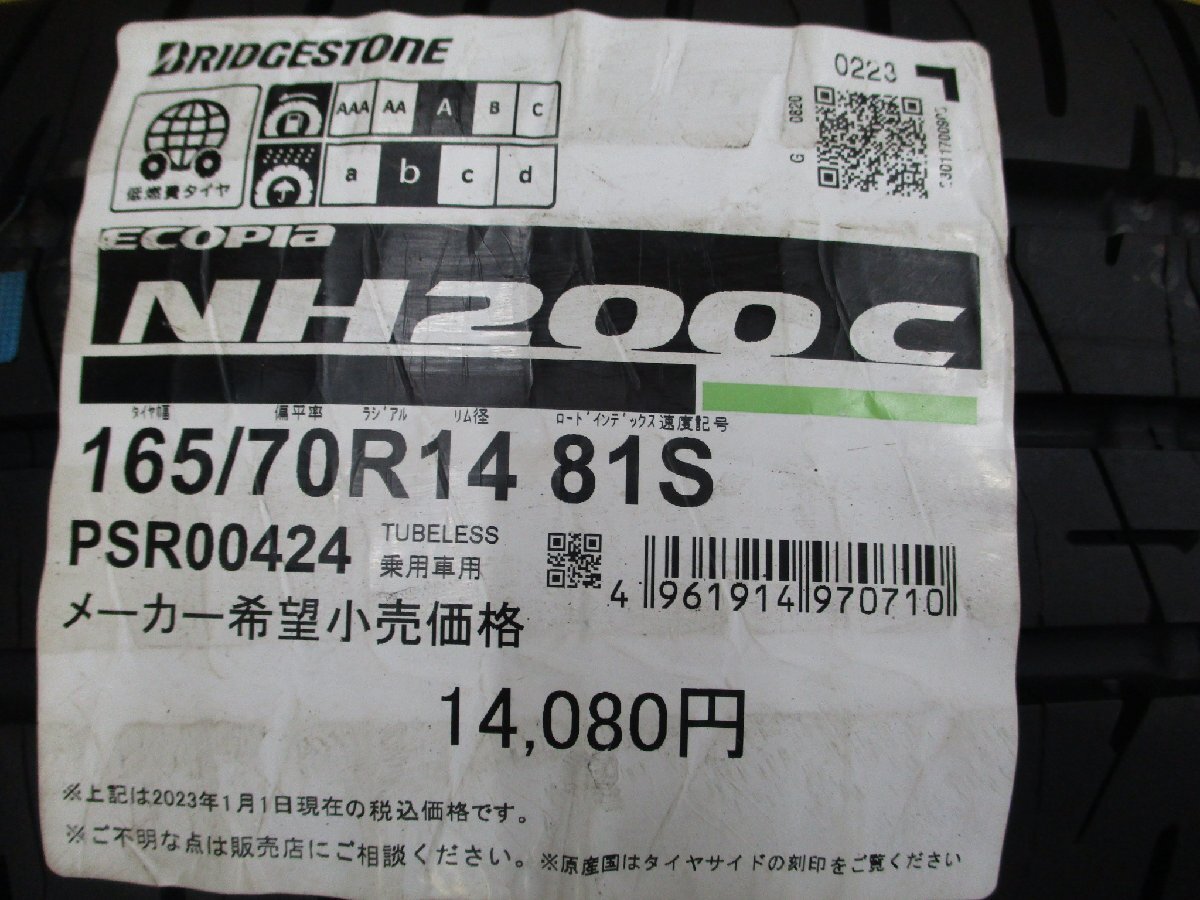 BRIDGESTONE
0223
AAA AA A B C
G 0620
低燃費タイヤ
a b c d
ECOPIA
NH200 C
タイヤ巾 偏平率 ラジアル リム径 ロードインデックス 速度記号
165/70R14 81S
PSR00424 TUBELESS
乗用車用
4 961914 970710
メーカー希望小売価格
14,080円
※上記は2023年1月1日現在の税込価格です。
※ご不明な点は販売店にご相談ください。 ※原産国はタイヤサイドの刻印をご覧ください